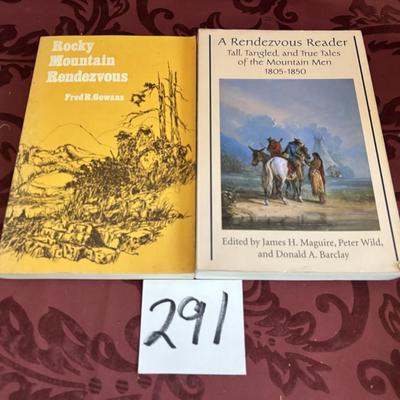 Rocky
Mountain
Rendezvous
Fred R. Gowans
A Rendezvous Reader
Tall, Tangled, and True Tales
of the Mountain Men
1805-1850
Edited by James H. Maguire, Peter Wild,
and Donald A. Barclay
291